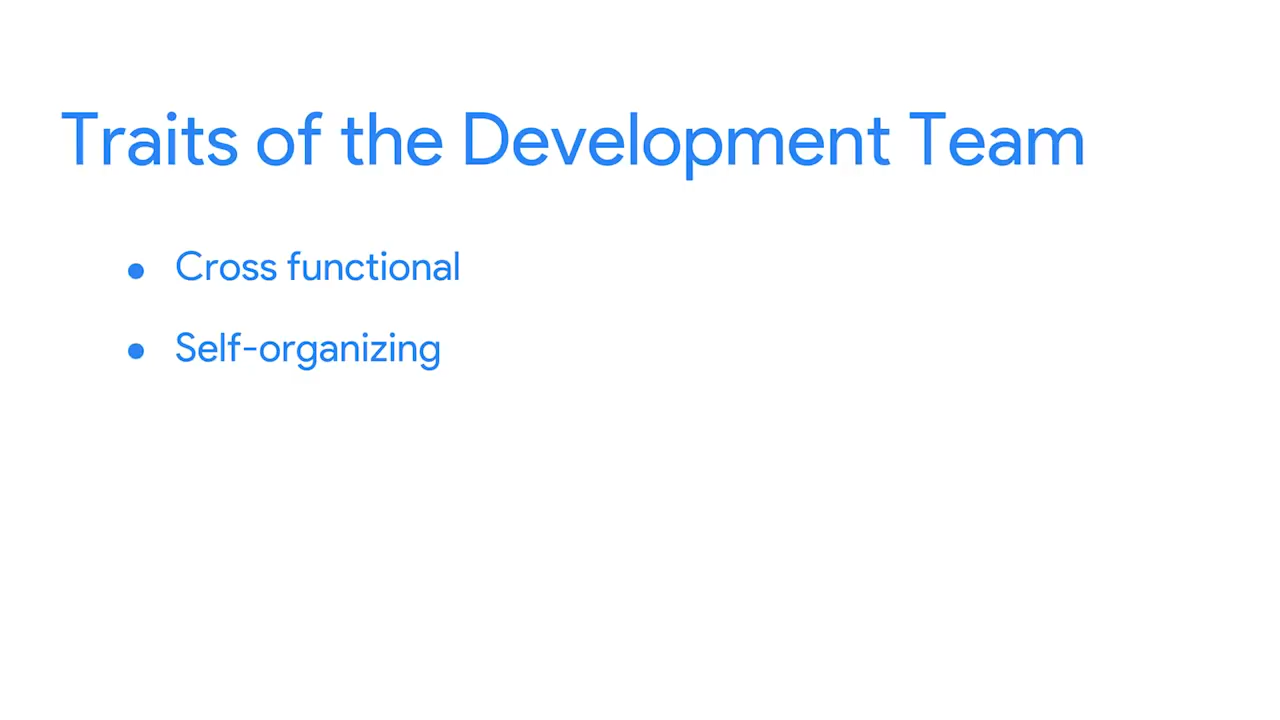 Traits of the Development Team
● Cross functional
● Self-organizing